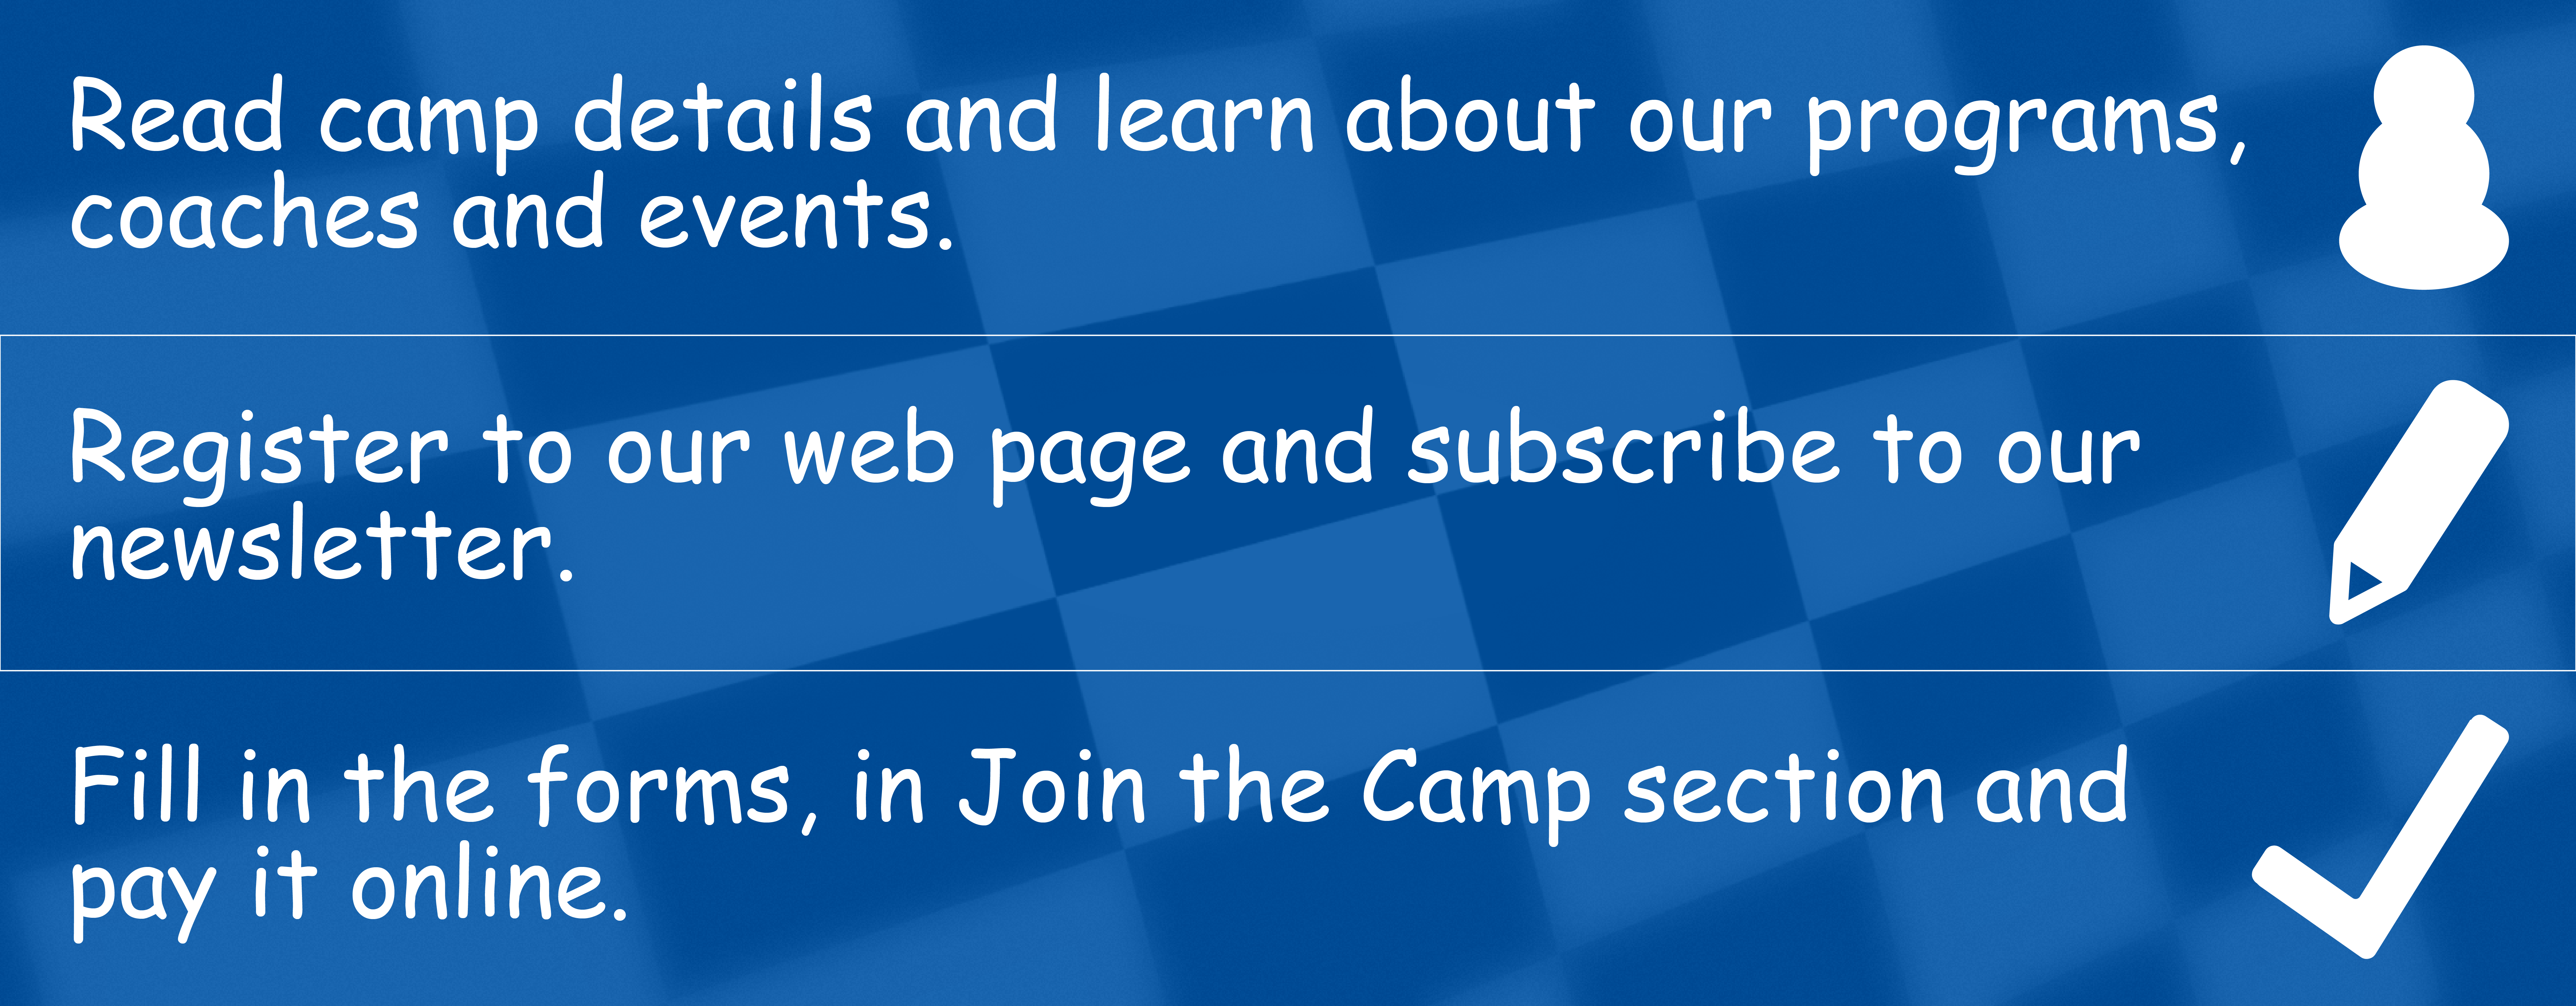 Read camp details and learn about our programs,
coaches and events.
Register to our web page and subscribe to our
newsletter.
Fill in the forms, in Join the Camp section and
pay it online.